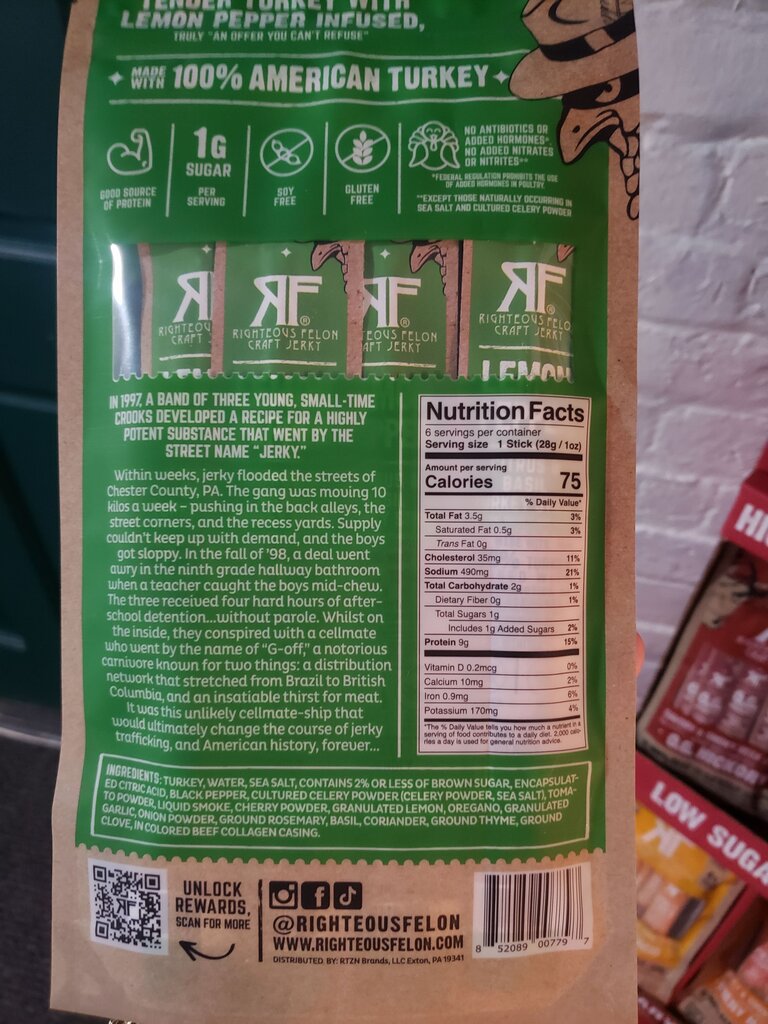 TENDER TURKEY WITH
LEMON PEPPER INFUSED,
TRULY "AN OFFER YOU CAN'T REFUSE"
MADE WITH 100% AMERICAN TURKEY
GOOD SOURCE
OF PROTEIN
1G
SUGAR
PER
SERVING
SOY
FREE
GLUTEN
FREE
NO ANTIBIOTICS OR
ADDED HORMONES*.
NO ADDED NITRATES
OR NITRITES**
*FEDERAL REGULATION PROHIBITS THE USE
OF ADDED HORMONES IN POULTRY.
**EXCEPT THOSE NATURALLY OCCURRING IN
SEA SALT AND CULTURED CELERY POWDER
RF
RIGHTEOUS FELON
CRAFT JERKY
RF
RIGHTEOUS FELO
CRAFT JERKY
LEMON
IN 1997, A BAND OF THREE YOUNG, SMALL-TIME
CROOKS DEVELOPED A RECIPE FOR A HIGHLY
POTENT SUBSTANCE THAT WENT BY THE
STREET NAME "JERKY."
Within weeks, jerky flooded the streets of
Chester County, PA. The gang was moving 10
kilos a week – pushing in the back alleys, the
street corners, and the recess yards. Supply
couldn't keep up with demand, and the boys
got sloppy. In the fall of '98, a deal went
awry in the ninth grade hallway bathroom
when a teacher caught the boys mid-chew.
The three received four hard hours of after-
school detention...without parole. Whilst on
the inside, they conspired with a cellmate
who went by the name of "G-off," a notorious
carnivore known for two things: a distribution
network that stretched from Brazil to British
Columbia, and an insatiable thirst for meat.
It was this unlikely cellmate-ship that
would ultimately change the course of jerky
trafficking, and American history, forever...
Nutrition Facts
6 servings per container
Serving size 1 Stick (28g / 1oz)
Amount per serving
Calories 75
% Daily Value*
Total Fat 3.5g 3%
Saturated Fat 0.5g 3%
Trans Fat 0g
Cholesterol 35mg 11%
Sodium 490mg 21%
Total Carbohydrate 2g 1%
Dietary Fiber 0g 1%
Total Sugars 1g
Includes 1g Added Sugars 2%
Protein 9g 15%
Vitamin D 0.2mcg 0%
Calcium 10mg 2%
Iron 0.9mg 6%
Potassium 170mg 4%
*The % Daily Value tells you how much a nutrient in a
serving of food contributes to a daily diet. 2,000 calo-
ries a day is used for general nutrition advice.
INGREDIENTS: TURKEY, WATER, SEA SALT, CONTAINS 2% OR LESS OF BROWN SUGAR, ENCAPSULAT-
ED CITRIC ACID, BLACK PEPPER, CULTURED CELERY POWDER (CELERY POWDER, SEA SALT), TOMA-
TO POWDER, LIQUID SMOKE, CHERRY POWDER, GRANULATED LEMON, OREGANO, GRANULATED
GARLIC, ONION POWDER, GROUND ROSEMARY, BASIL, CORIANDER, GROUND THYME, GROUND
CLOVE, IN COLORED BEEF COLLAGEN CASING.
UNLOCK
REWARDS,
SCAN FOR MORE
@RIGHTEOUSFELON
WWW.RIGHTEOUSFELON.COM
DISTRIBUTED BY: RTZN Brands, LLC Exton, PA 19341
8 52089 00779 7
LOW SUGA